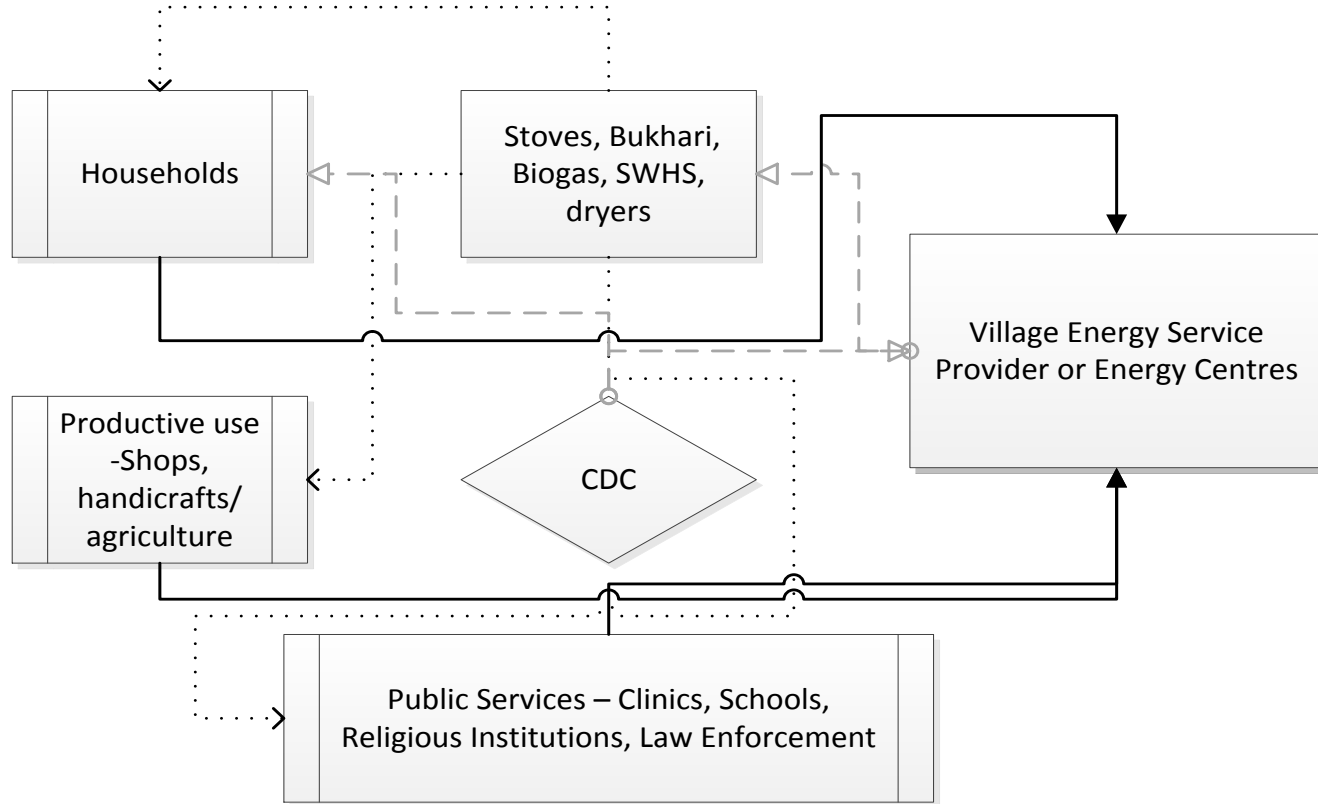 Households
Stoves, Bukhari,
Biogas, SWHS,
dryers
Village Energy Service
Provider or Energy Centres
Productive use
-Shops,
handicrafts/
agriculture
CDC
Public Services – Clinics, Schools,
Religious Institutions, Law Enforcement